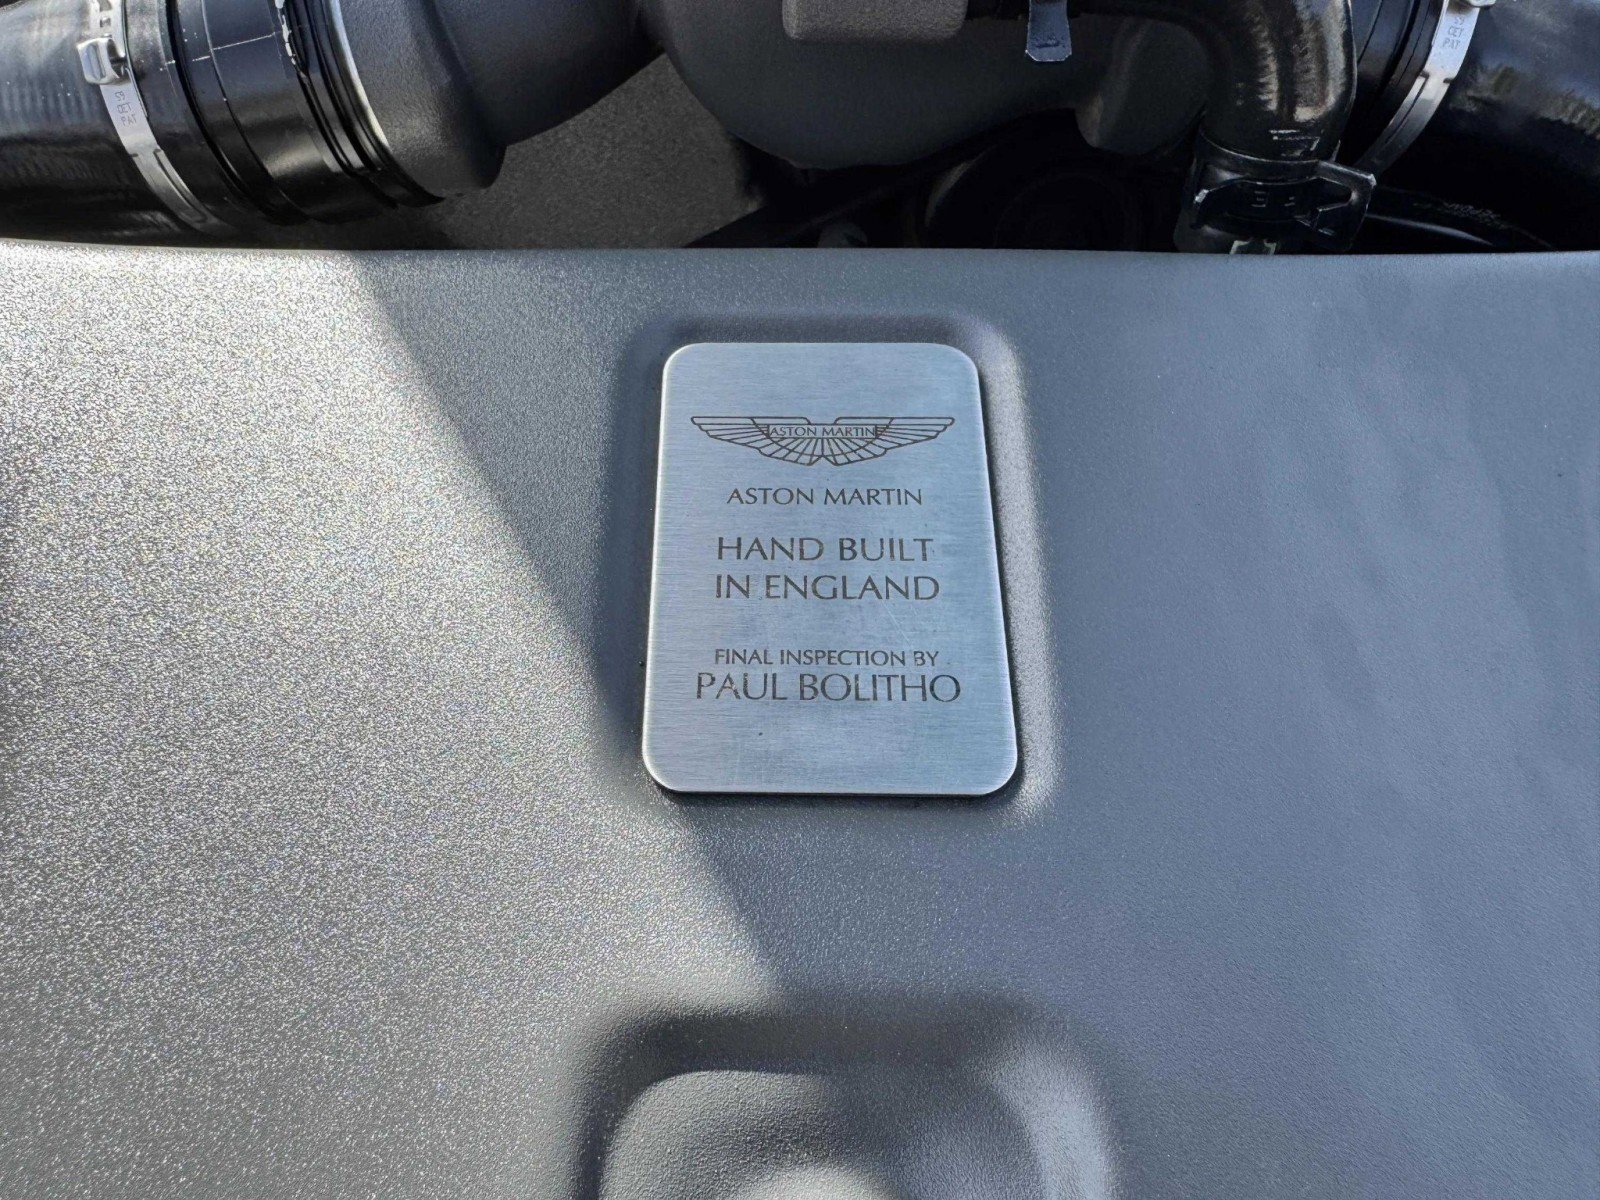 ASTON MARTIN
ASTON MARTIN
HAND BUILT
IN ENGLAND
FINAL INSPECTION BY
PAUL BOLITHO